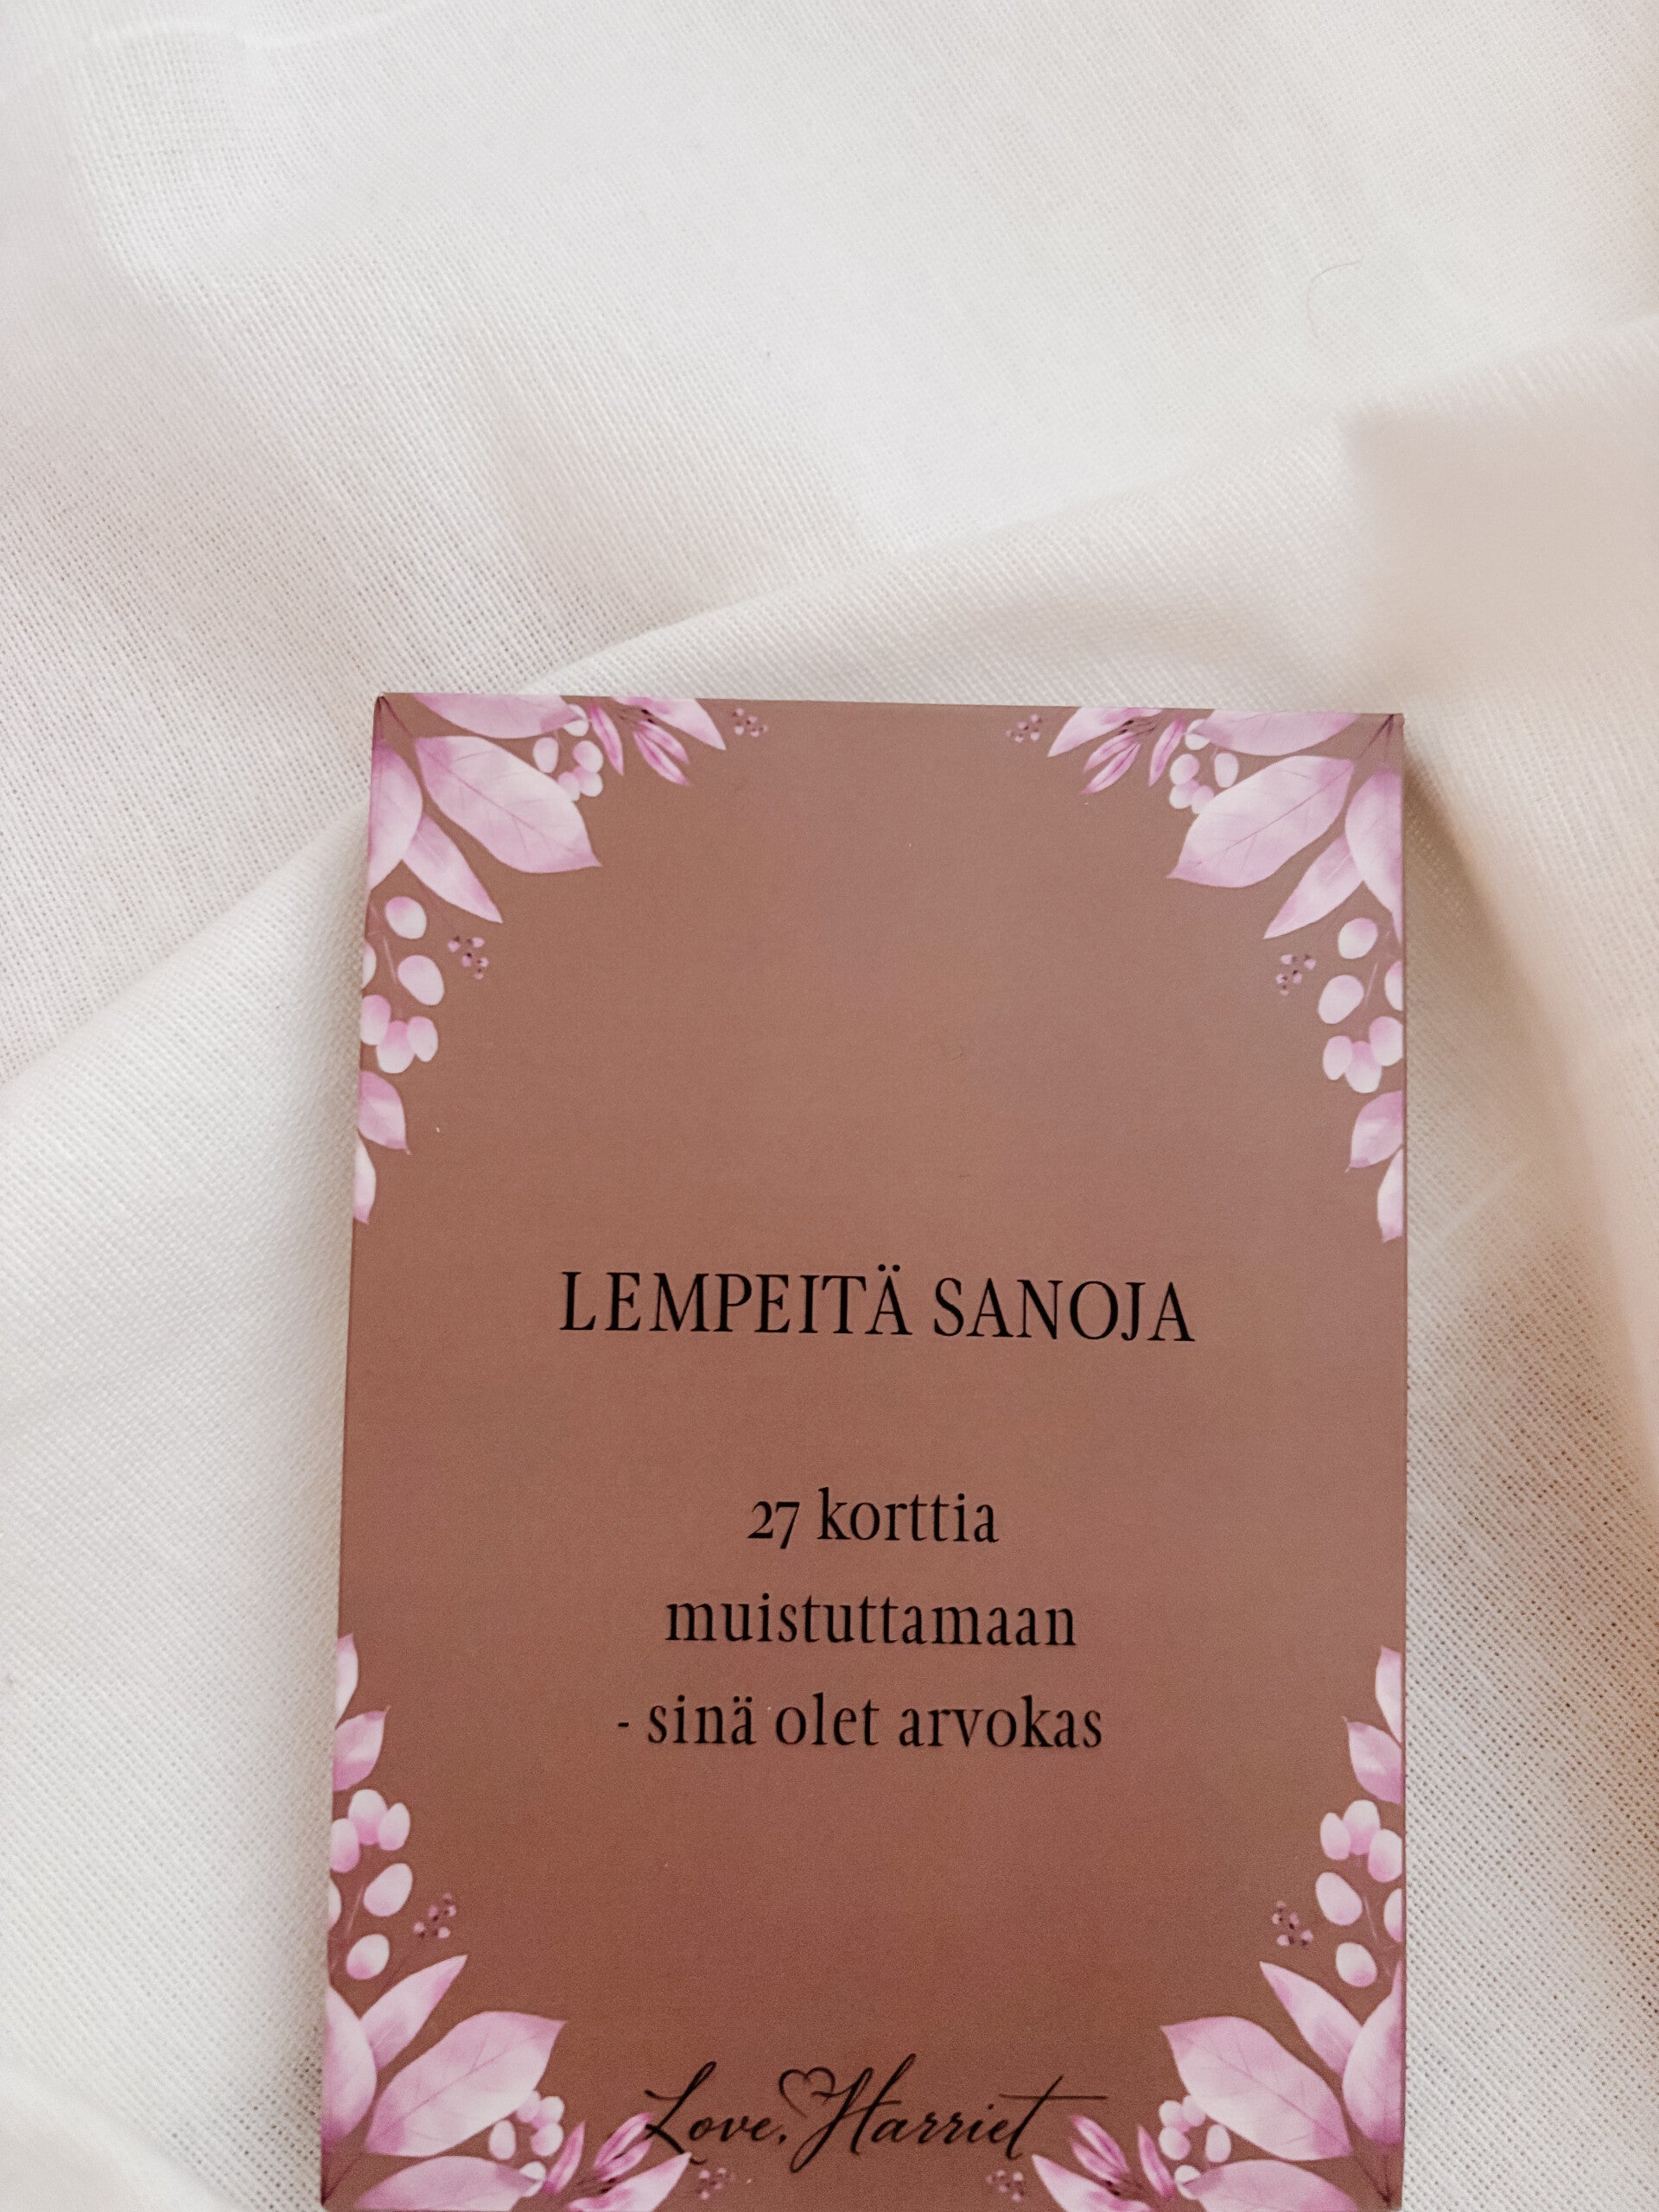 LEMPEITÄ SANOJA
27 korttia
muistuttamaan
- sinä olet arvokas
Love, Harriet